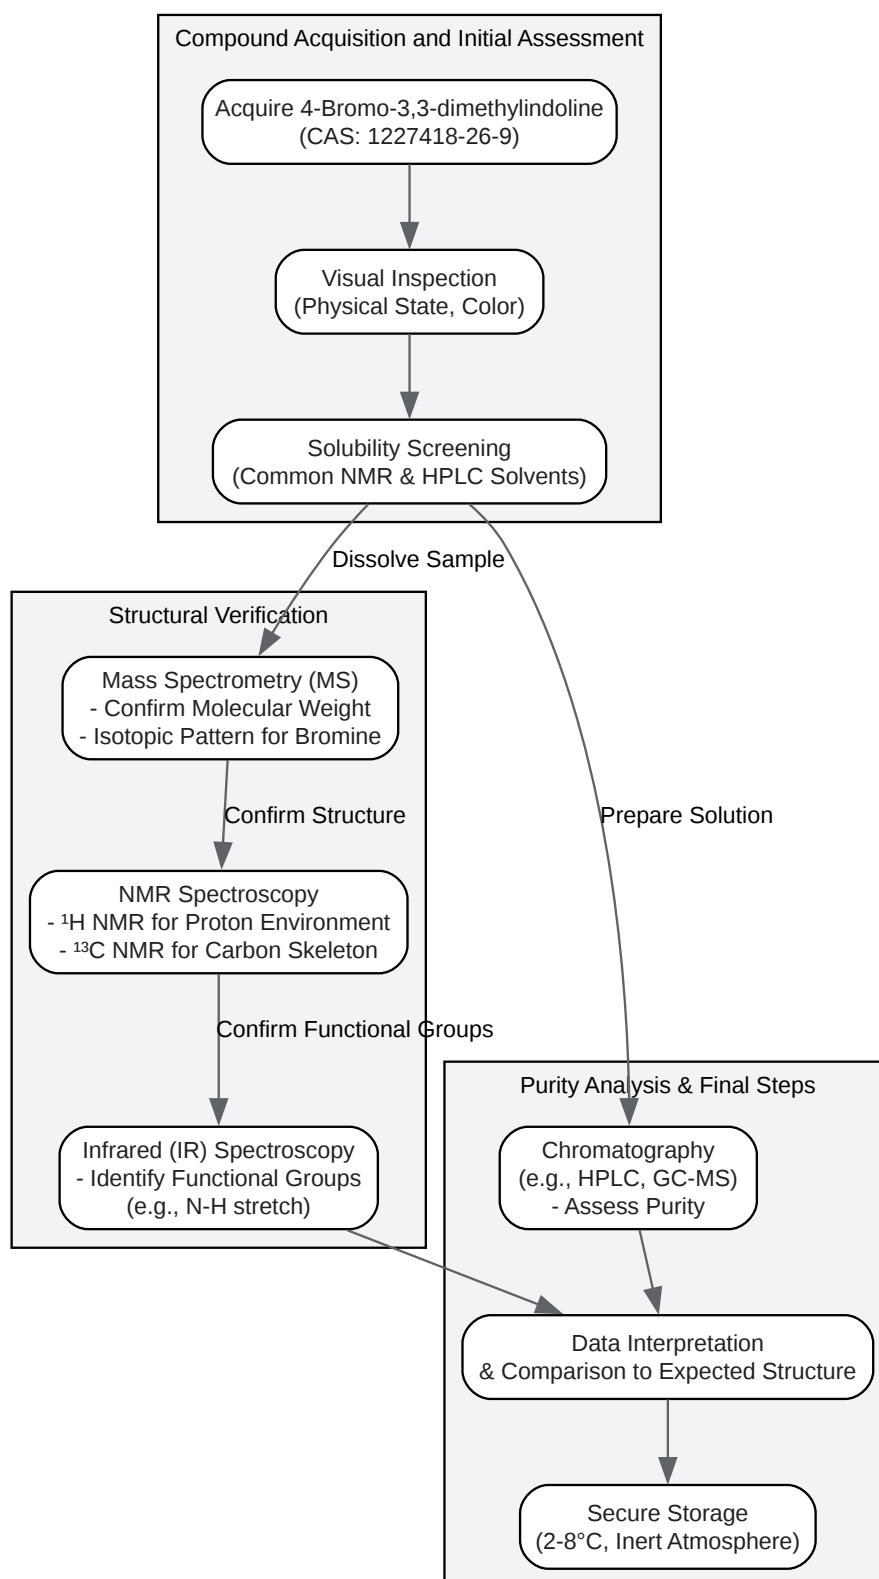 Compound Acquisition and Initial Assessment
Acquire 4-Bromo-3,3-dimethylindoline
(CAS: 1227418-26-9)
Visual Inspection
(Physical State, Color)
Solubility Screening
(Common NMR & HPLC Solvents)
Dissolve Sample
Structural Verification
Mass Spectrometry (MS)
- Confirm Molecular Weight
- Isotopic Pattern for Bromine
Confirm Structure
Prepare Solution
NMR Spectroscopy
- ¹H NMR for Proton Environment
- ¹³C NMR for Carbon Skeleton
Confirm Functional Groups
Purity Analysis & Final Steps
Infrared (IR) Spectroscopy
- Identify Functional Groups
(e.g., N-H stretch)
Chromatography
(e.g., HPLC, GC-MS)
- Assess Purity
Data Interpretation
& Comparison to Expected Structure
Secure Storage
(2-8°C, Inert Atmosphere)